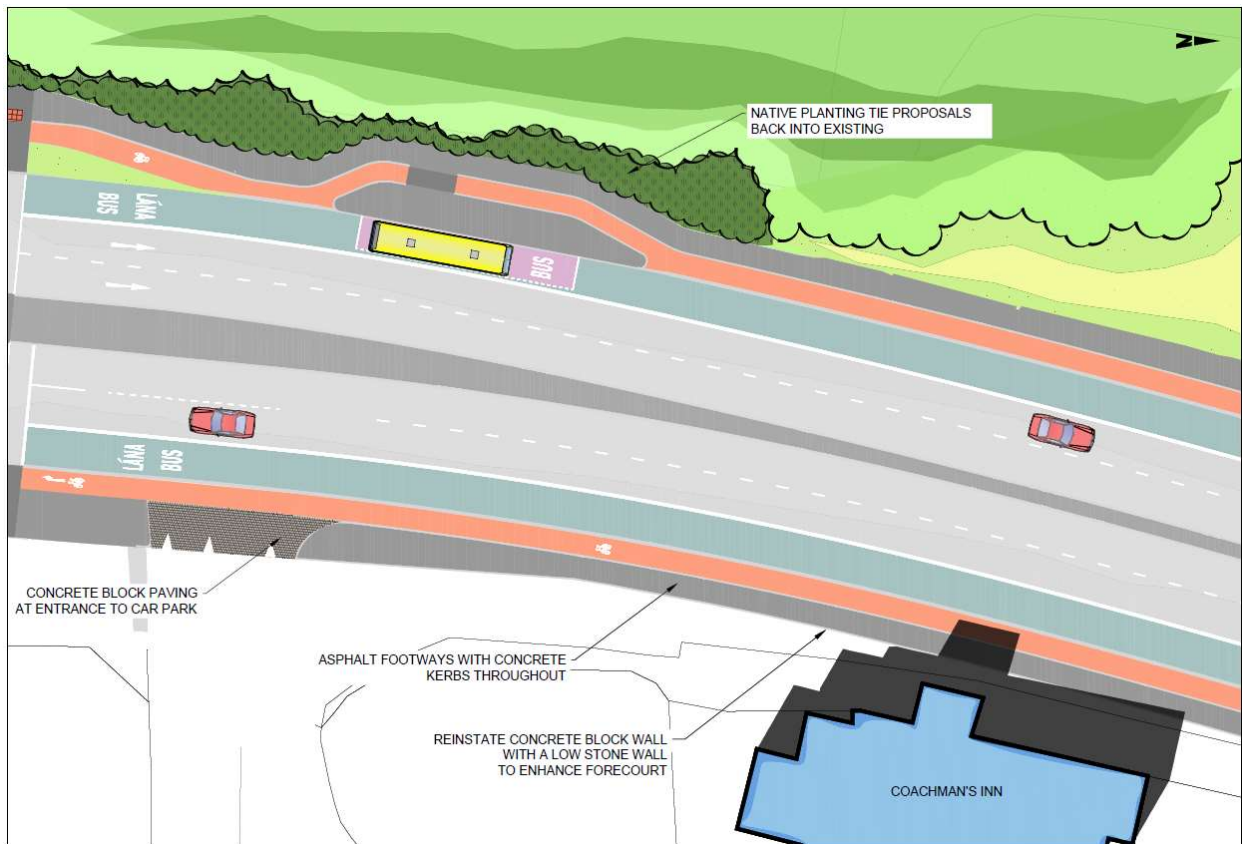 N
NATIVE PLANTING TIE PROPOSALS
BACK INTO EXISTING
LÁNA
BUS
BUS
LÁNA
BUS
CONCRETE BLOCK PAVING
AT ENTRANCE TO CAR PARK
ASPHALT FOOTWAYS WITH CONCRETE
KERBS THROUGHOUT
REINSTATE CONCRETE BLOCK WALL
WITH A LOW STONE WALL
TO ENHANCE FORECOURT
COACHMAN'S INN